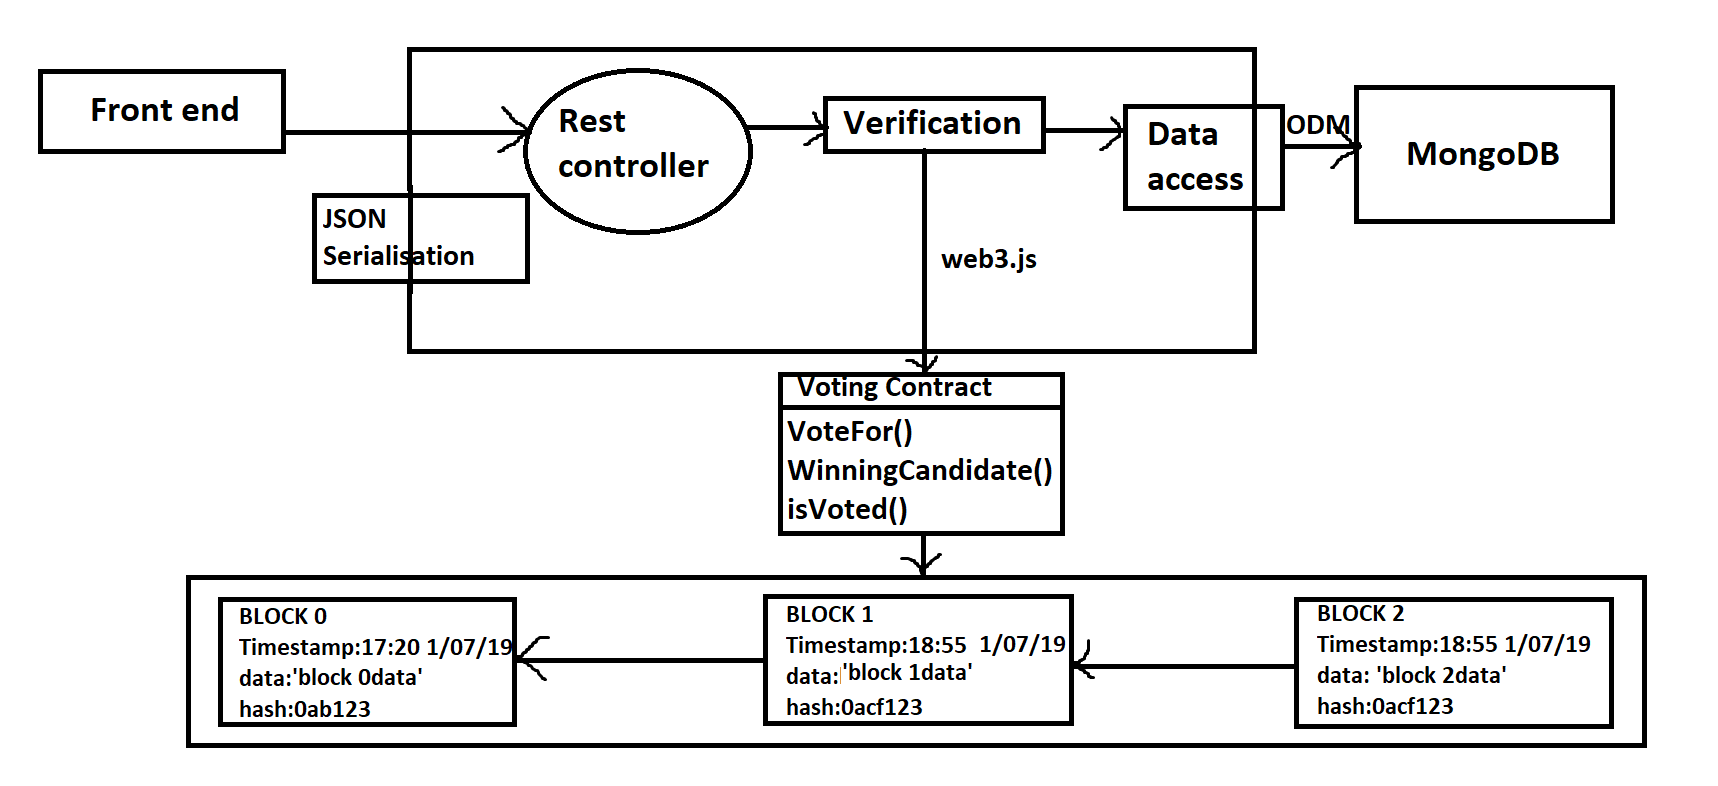 Front end
Rest
controller
Verification
Data
access
ODM
MongoDB
JSON
Serialisation
web3.js
Voting Contract
VoteFor()
WinningCandidate()
isVoted()
BLOCK 0
Timestamp:17:20 1/07/19
data:'block 0data'
hash:0ab123
BLOCK 1
Timestamp:18:55 1/07/19
data:'block 1data'
hash:0acf123
BLOCK 2
Timestamp:18:55 1/07/19
data: 'block 2data'
hash:0acf123